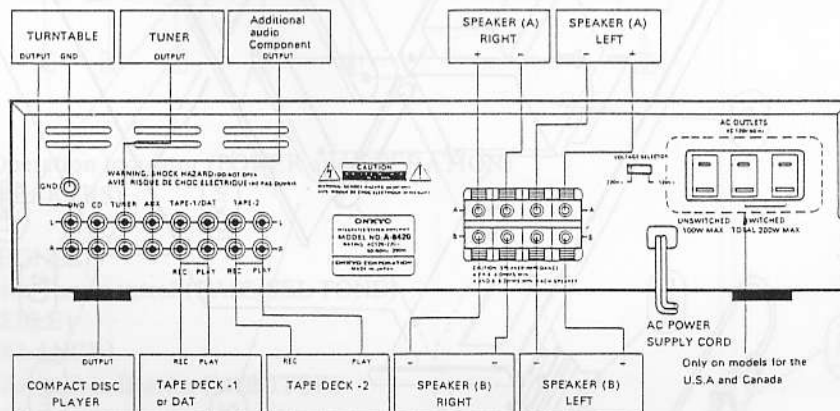 TURNTABLE
OUTPUT GND
TUNER
OUTPUT
Additional
audio
Component
OUTPUT
SPEAKER (A)
RIGHT
+ −
SPEAKER (A)
LEFT
− +
WARNING. SHOCK HAZARD-DO NOT OPEN
AVIS RISQUE DE CHOC ELECTRIQUE-NE PAS OUVRIR
CAUTION
GND
GND CD TUNER AUX TAPE-1/DAT TAPE-2
L L
R R
REC PLAY REC PLAY
ONKYO
INTEGRATED STEREO AMPLIFIER
MODEL NO. A-8420
ONKYO CORPORATION
MADE IN JAPAN
A A
B B
CAUTION: SPEAKER IMPEDANCE
VOLTAGE SELECTOR
220V 120V
AC OUTLETS
UNSWITCHED SWITCHED
100W MAX TOTAL 200W MAX
AC POWER
SUPPLY CORD
Only on models for the
U.S.A and Canada
OUTPUT
COMPACT DISC
PLAYER
REC PLAY
TAPE DECK -1
or DAT
REC PLAY
TAPE DECK -2
SPEAKER (B)
RIGHT
SPEAKER (B)
LEFT